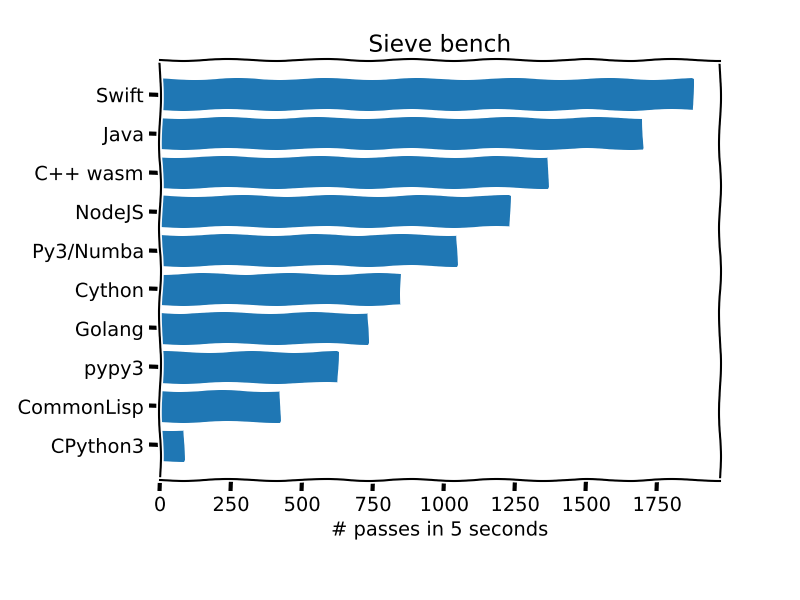 Sieve bench
Swift
Java
C++ wasm
NodeJS
Py3/Numba
Cython
Golang
pypy3
CommonLisp
CPython3
0 250 500 750 1000 1250 1500 1750
# passes in 5 seconds